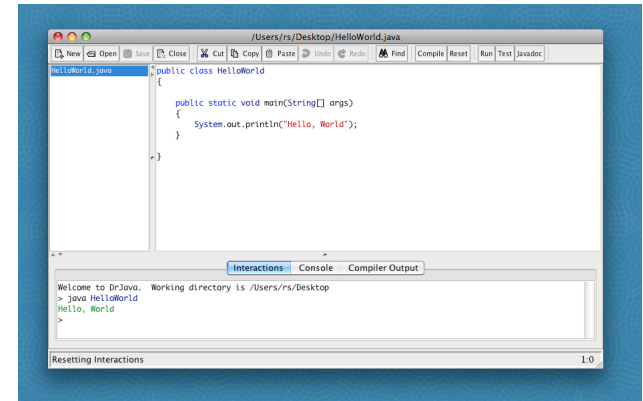 /Users/rs/Desktop/HelloWorld.java
New Open Save Close Cut Copy Paste Undo Redo Find Compile Reset Run Test Javadoc
HelloWorld.java
public class HelloWorld
{
public static void main(String[] args)
{
System.out.println("Hello, World");
}
}
Interactions Console Compiler Output
Welcome to DrJava.  Working directory is /Users/rs/Desktop
> java HelloWorld
Hello, World
>
Resetting Interactions 1:0